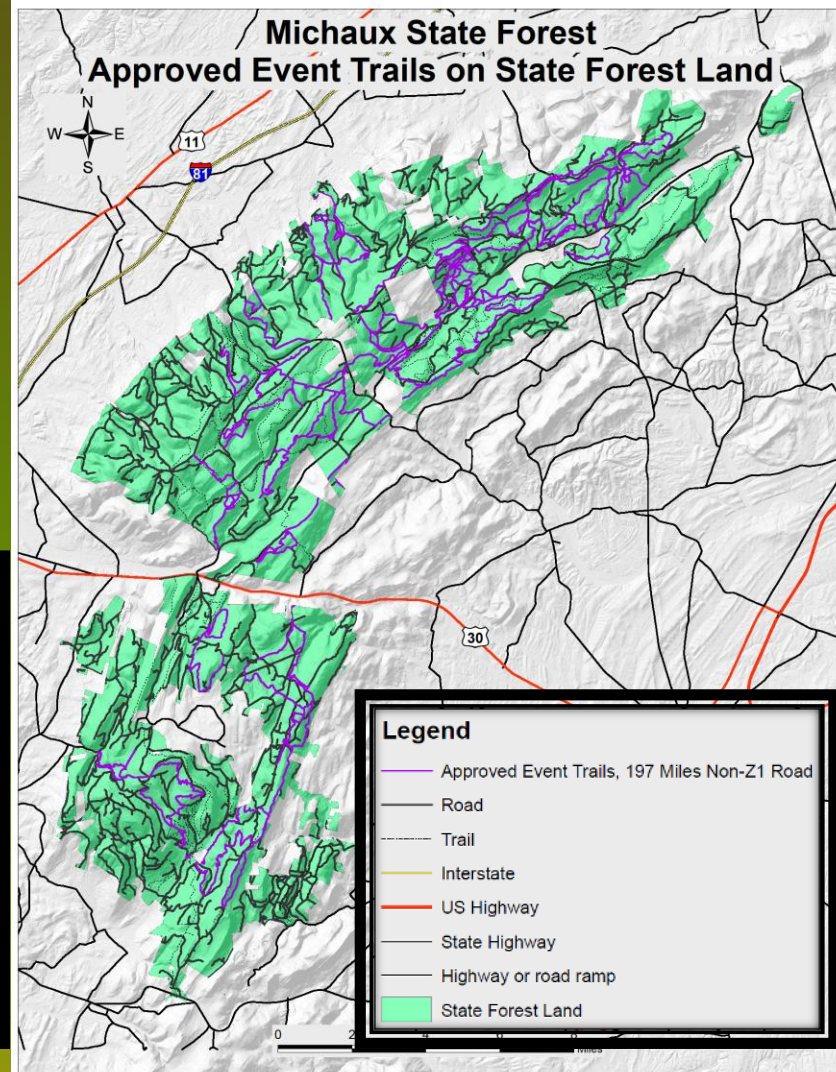 Michaux State Forest
Approved Event Trails on State Forest Land
N
W E
S
11
81
30
Legend
Approved Event Trails, 197 Miles Non-Z1 Road
Road
Trail
Interstate
US Highway
State Highway
Highway or road ramp
State Forest Land
0 2 4 6 8
Miles